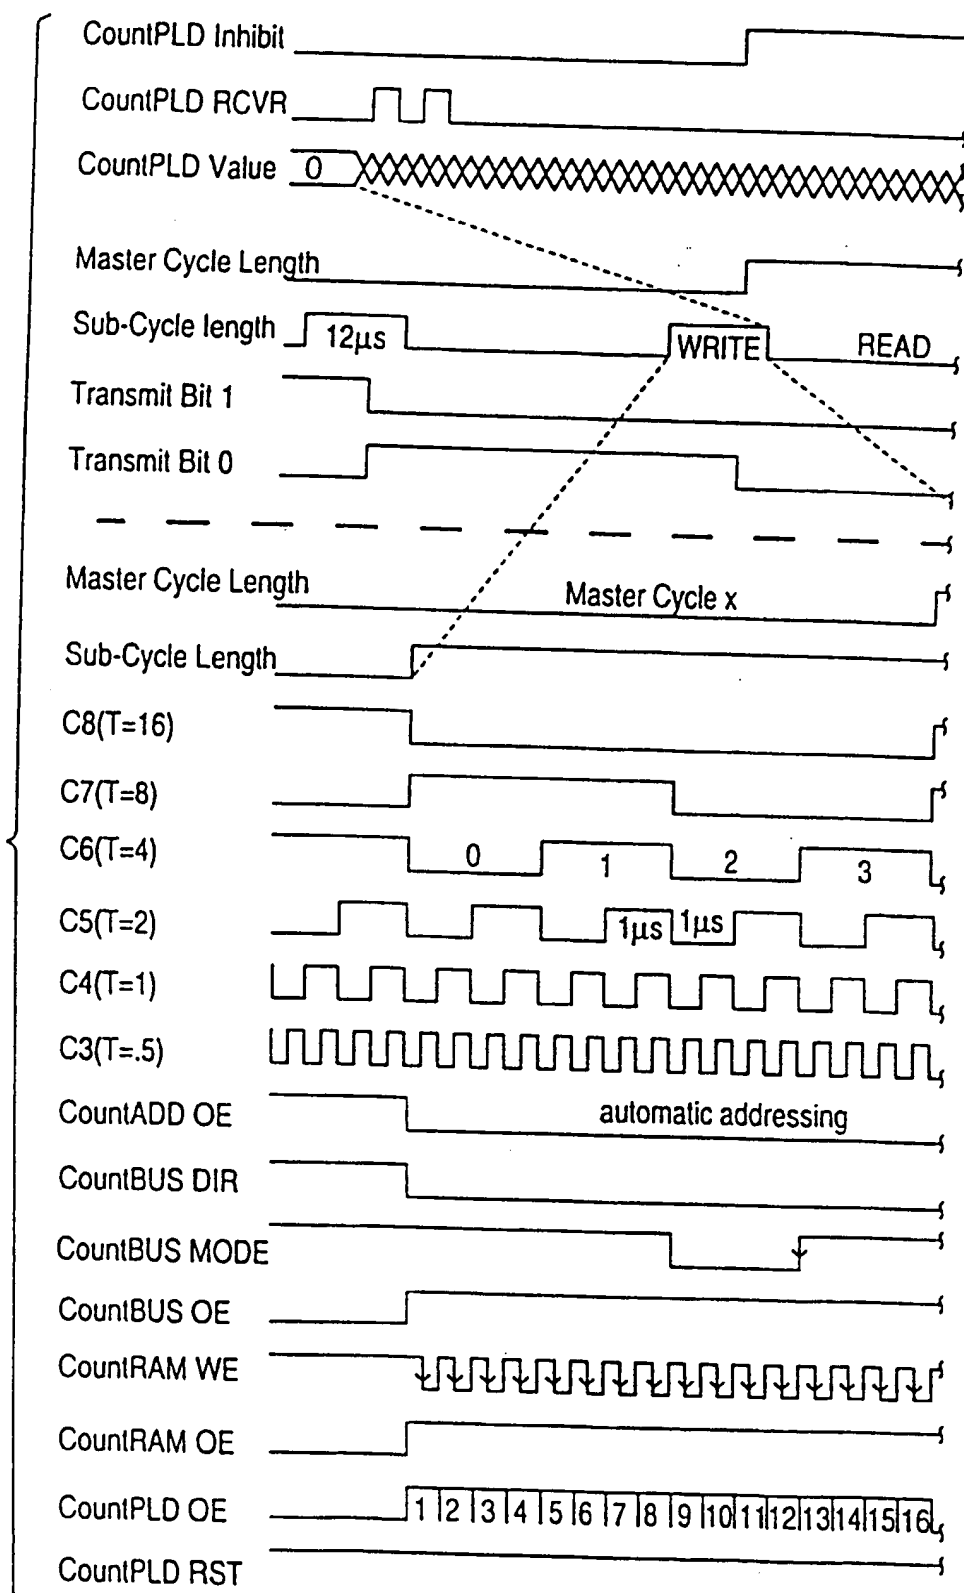 CountPLD Inhibit
CountPLD RCVR
CountPLD Value 0
Master Cycle Length
Sub-Cycle length 12µs WRITE READ
Transmit Bit 1
Transmit Bit 0
Master Cycle Length Master Cycle x
Sub-Cycle Length
C8(T=16)
C7(T=8)
C6(T=4) 0 1 2 3
C5(T=2) 1µs 1µs
C4(T=1)
C3(T=.5)
CountADD OE automatic addressing
CountBUS DIR
CountBUS MODE
CountBUS OE
CountRAM WE
CountRAM OE
CountPLD OE 1 2 3 4 5 6 7 8 9 10 11 12 13 14 15 16
CountPLD RST